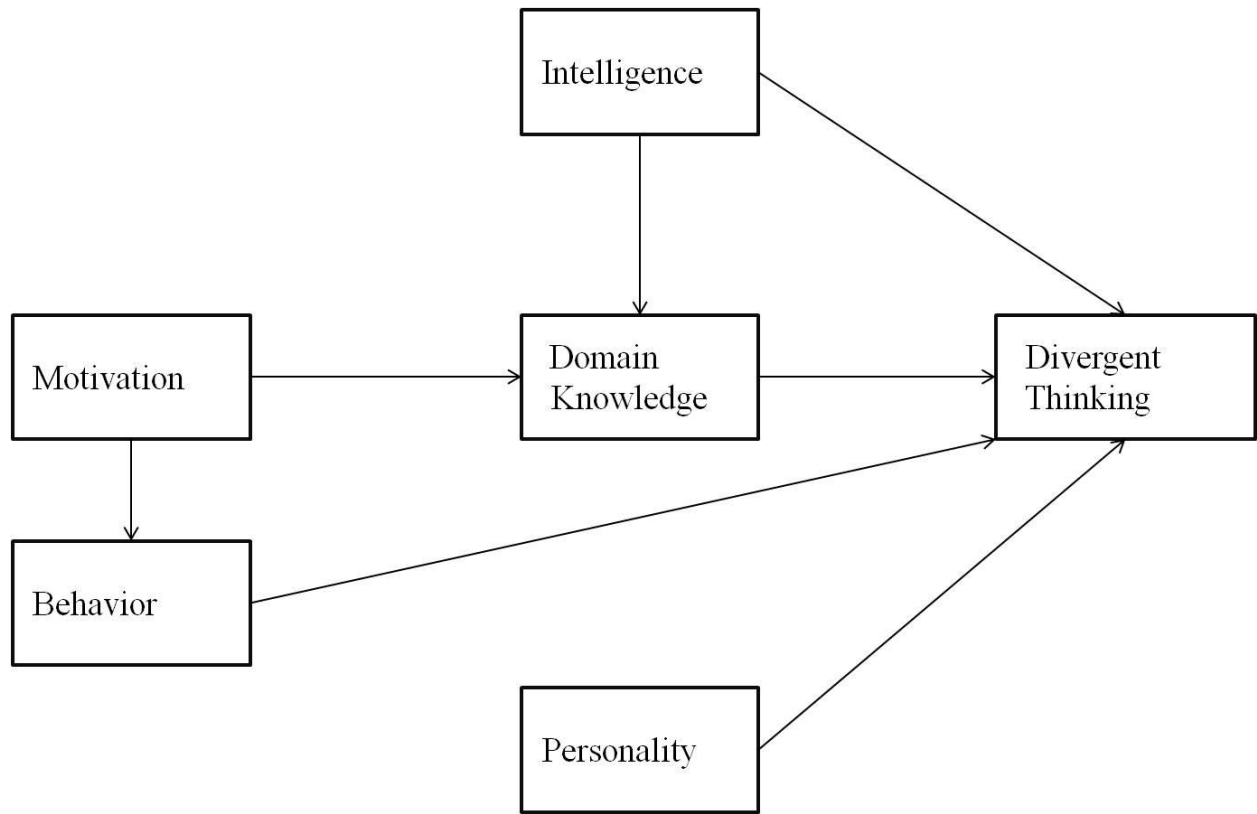 Intelligence
Motivation
Domain
Knowledge
Divergent
Thinking
Behavior
Personality